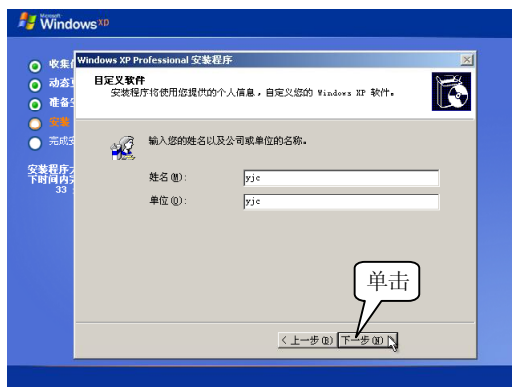 Microsoft
Windows XP
收集
动态
准备
安装
完成
安装程序
下时间内
33
Windows XP Professional 安装程序
自定义软件
安装程序将使用您提供的个人信息，自定义您的 Windows XP 软件。
输入您的姓名以及公司或单位的名称。
姓名(M):
yjc
单位(O):
yjc
单击
< 上一步(B)
下一步(N) >